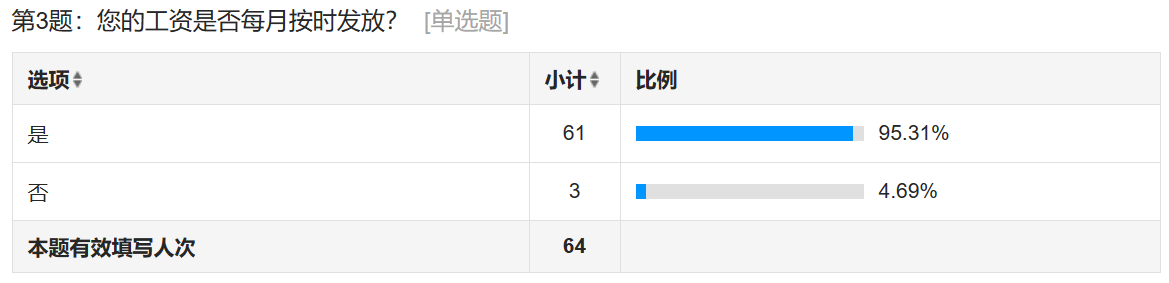 第3题：您的工资是否每月按时发放？ [单选题]
选项 小计 比例
是 61 95.31%
否 3 4.69%
本题有效填写人次 64